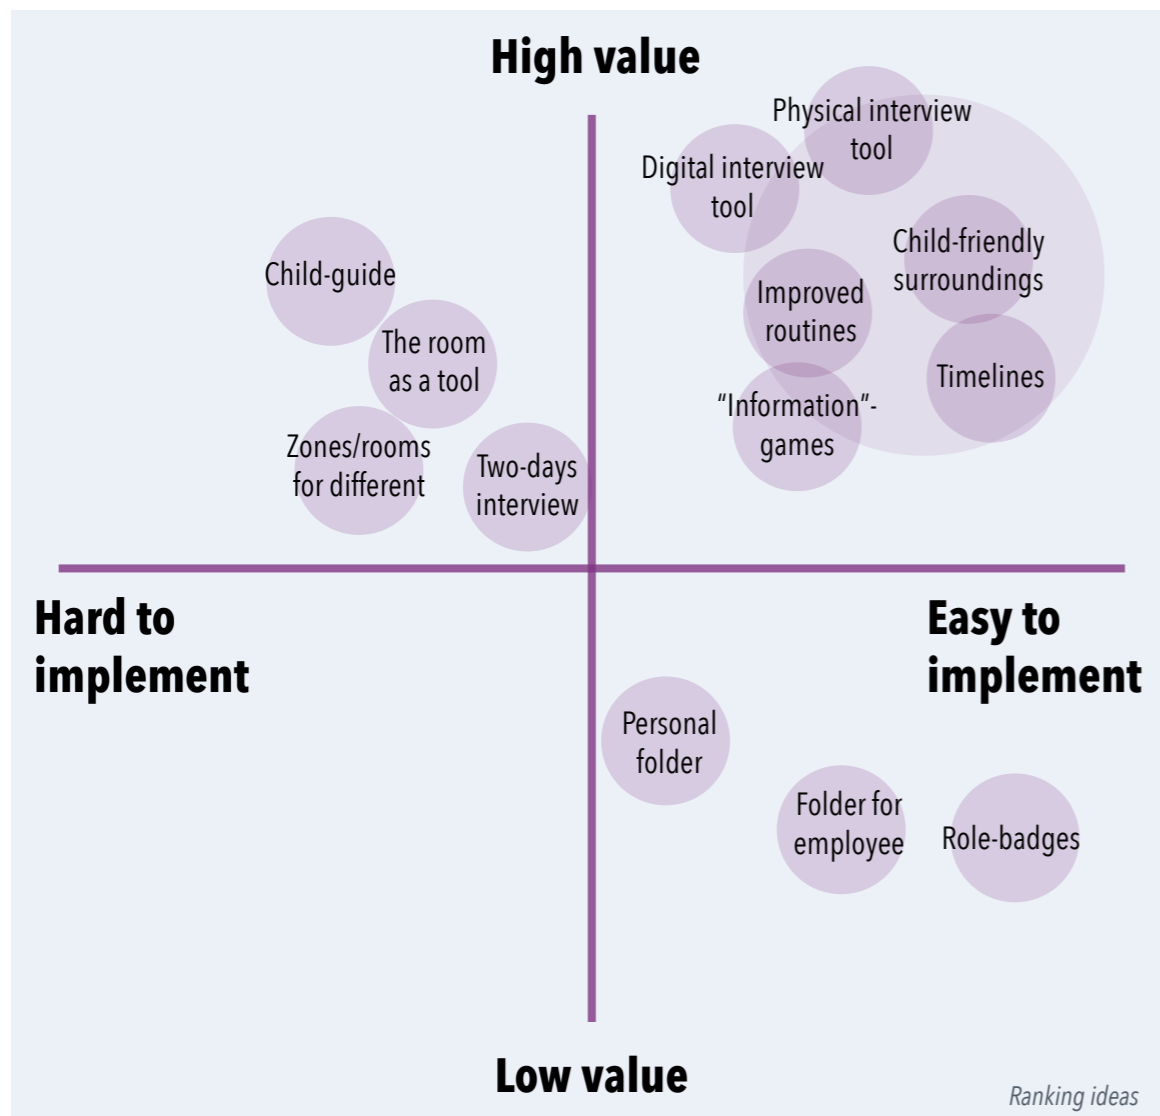 High value
Physical interview
tool
Digital interview
tool
Child-friendly
surroundings
Child-guide
Improved
routines
The room
as a tool
Timelines
“Information”-
games
Zones/rooms
for different
Two-days
interview
Hard to
implement
Easy to
implement
Personal
folder
Folder for
employee
Role-badges
Low value
Ranking ideas